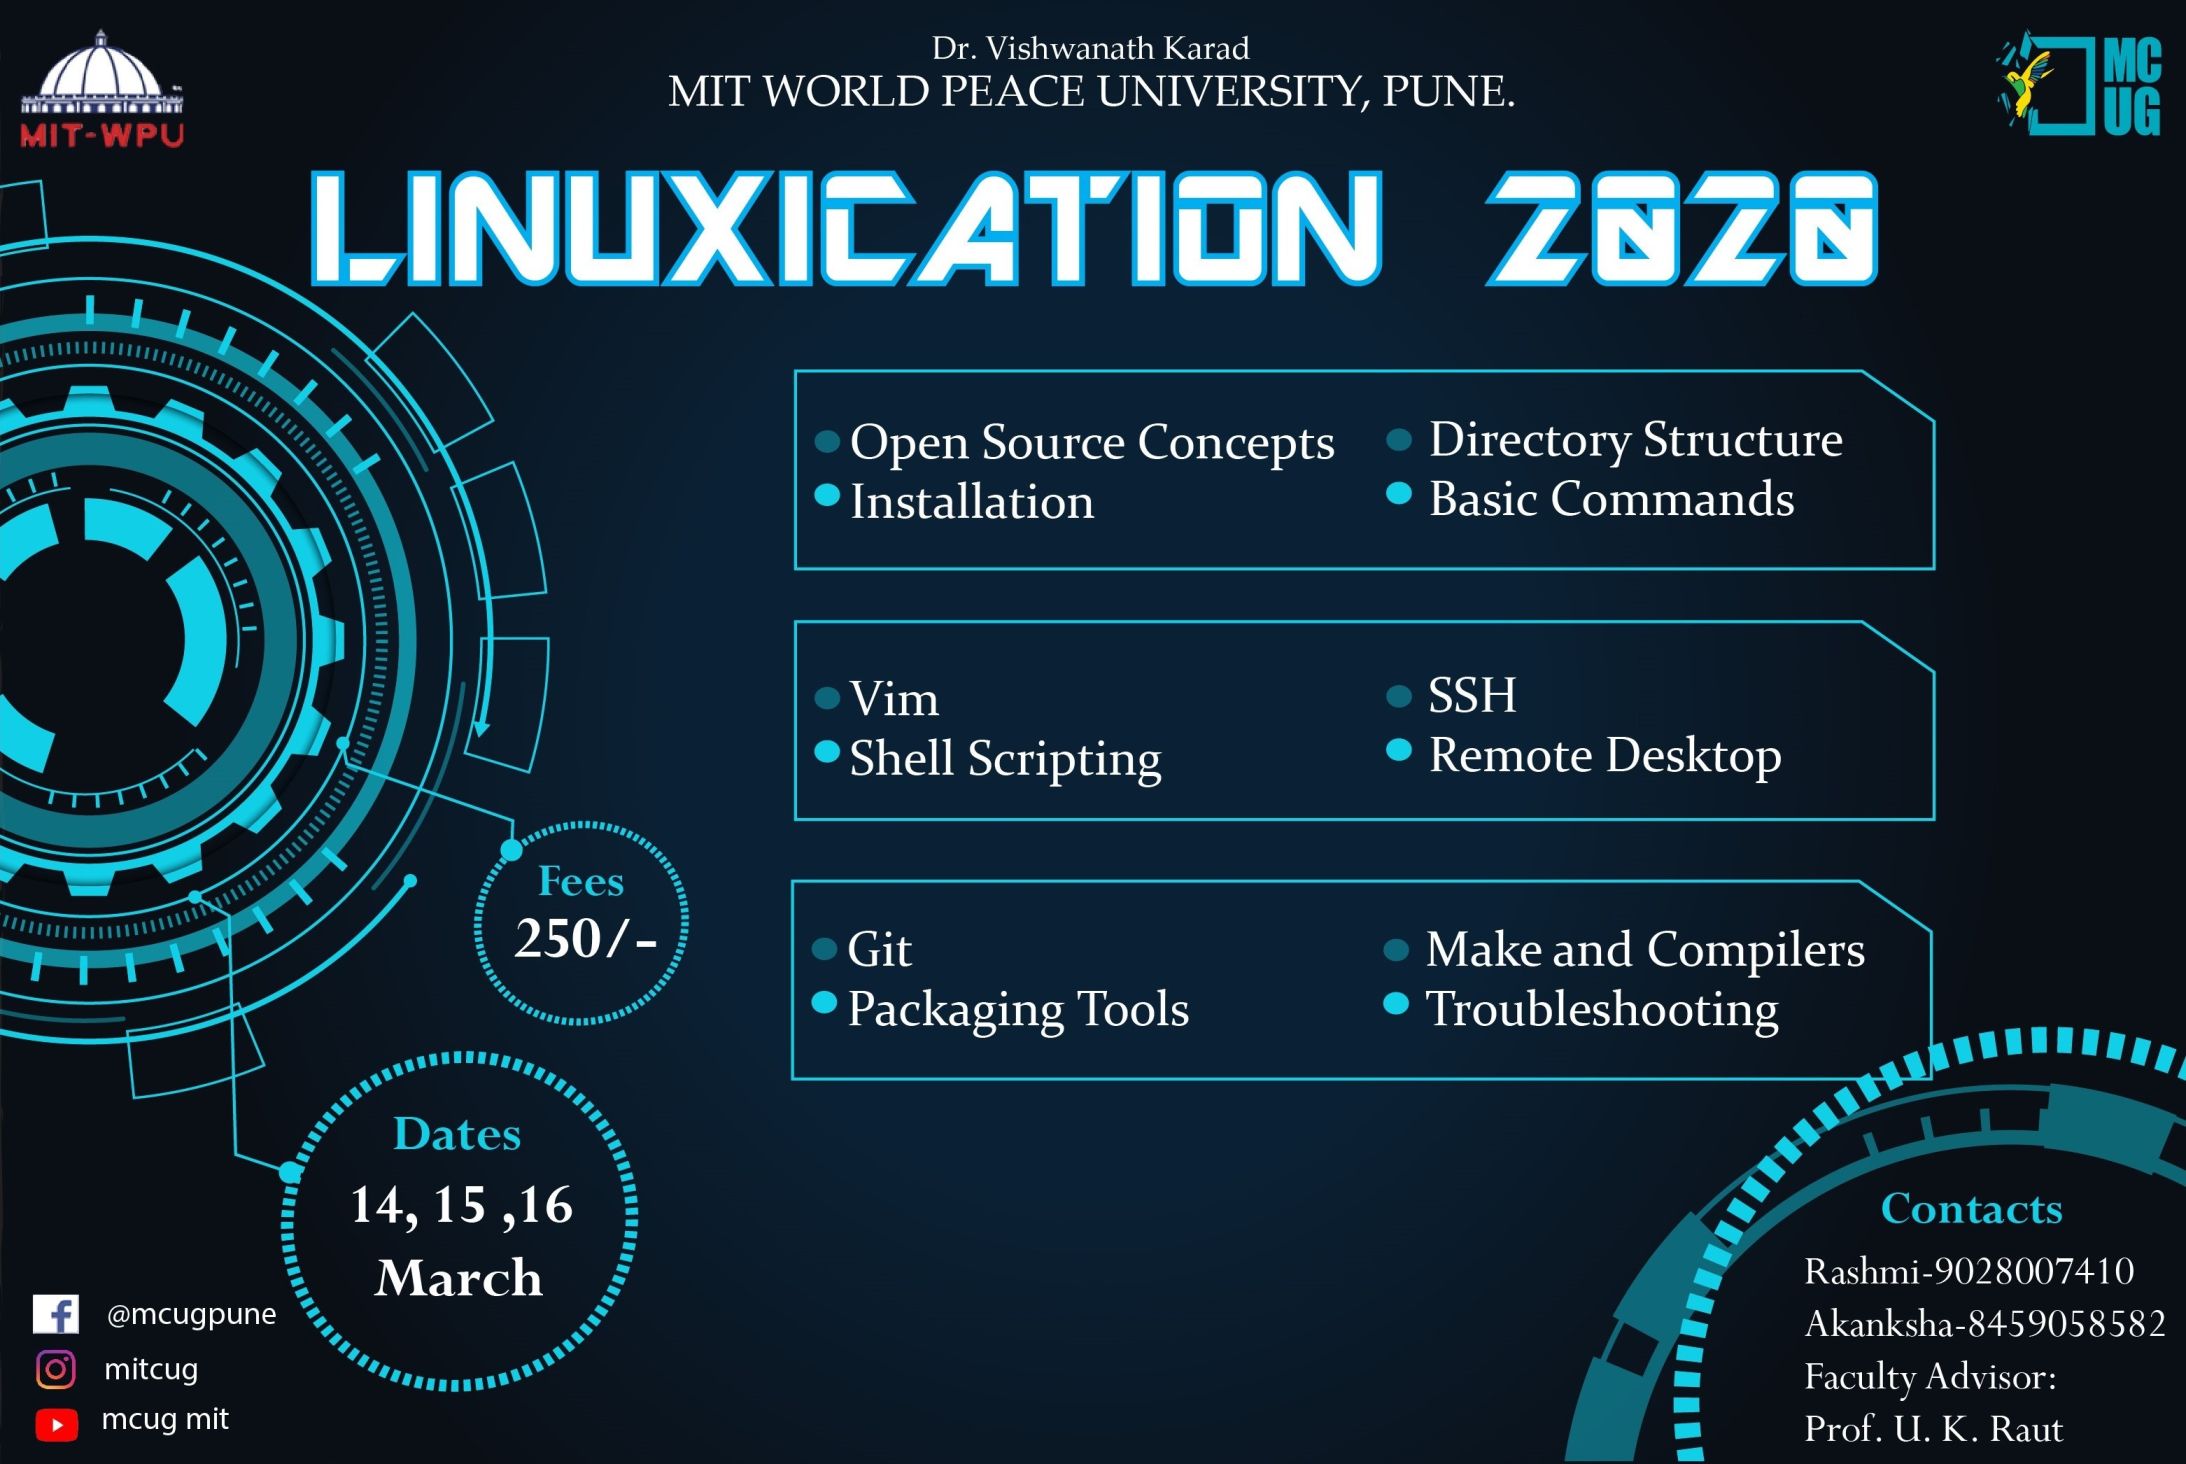 Dr. Vishwanath Karad
MIT WORLD PEACE UNIVERSITY, PUNE.
MIT-WPU
MC
UG
LINUXICATION 2020
Open Source Concepts
Installation
Directory Structure
Basic Commands
Vim
Shell Scripting
SSH
Remote Desktop
Git
Packaging Tools
Make and Compilers
Troubleshooting
Fees
250/-
Dates
14, 15 ,16
March
@mcugpune
mitcug
mcug mit
Contacts
Rashmi-9028007410
Akanksha-8459058582
Faculty Advisor:
Prof. U. K. Raut